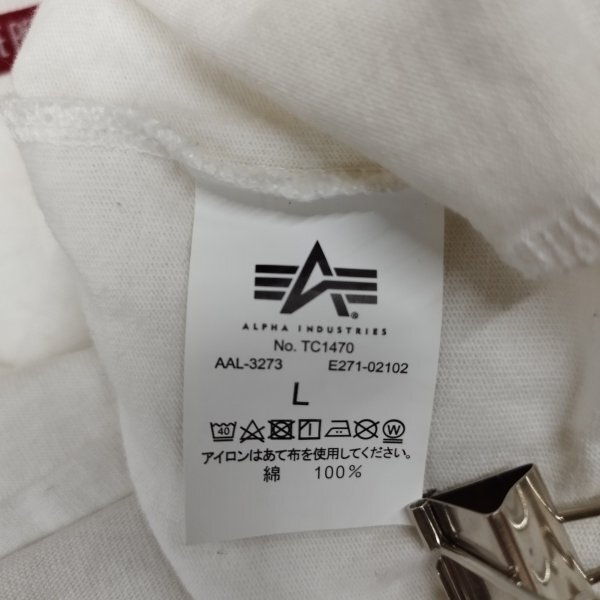 ALPHA INDUSTRIES
No. TC1470
AAL-3273 E271-02102
L
40 W
アイロンはあて布を使用してください。
綿 100%